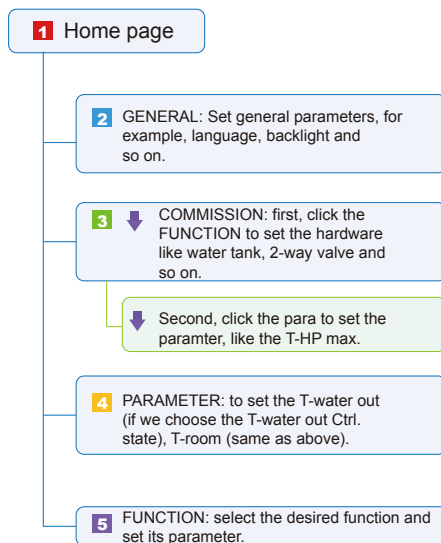 1 Home page
2 GENERAL: Set general parameters, for
example, language, backlight and
so on.
3 COMMISSION: first, click the
FUNCTION to set the hardware
like water tank, 2-way valve and
so on.
Second, click the para to set the
paramter, like the T-HP max.
4 PARAMETER: to set the T-water out
(if we choose the T-water out Ctrl.
state), T-room (same as above).
5 FUNCTION: select the desired function and
set its parameter.